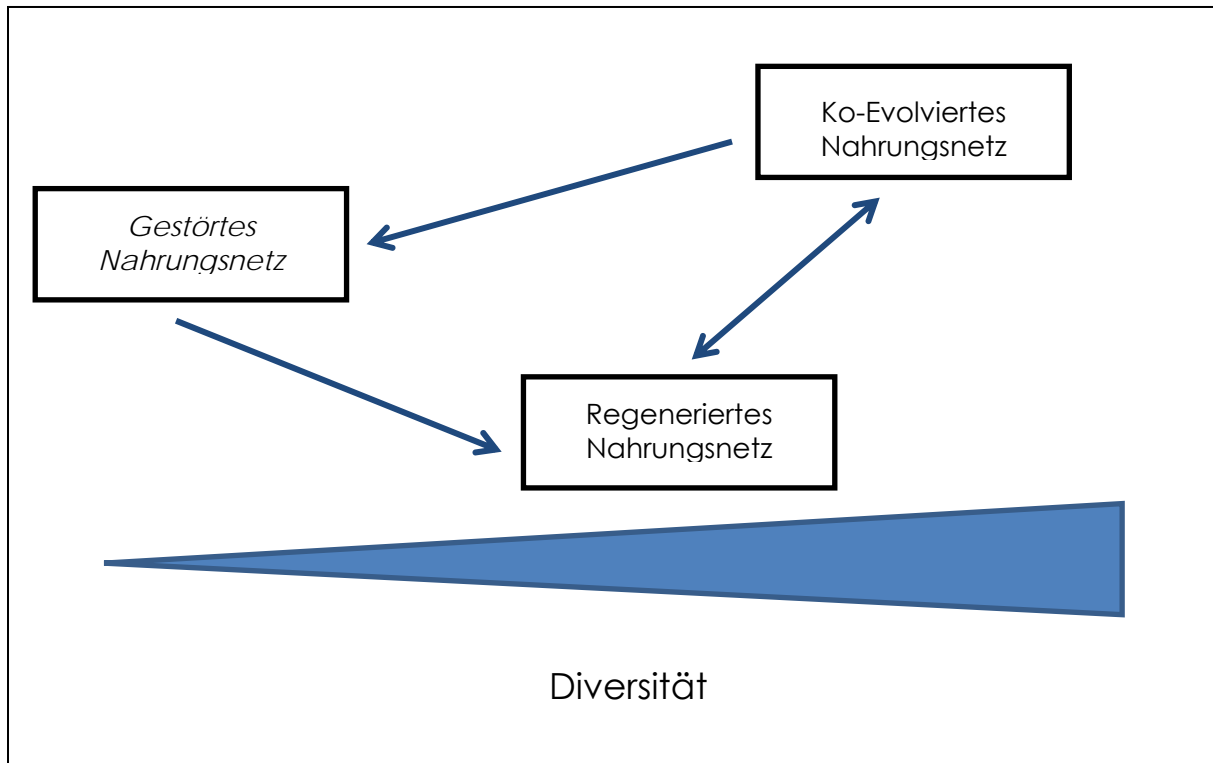 Ko-Evolviertes
Nahrungsnetz
Gestörtes
Nahrungsnetz
Regeneriertes
Nahrungsnetz
Diversität